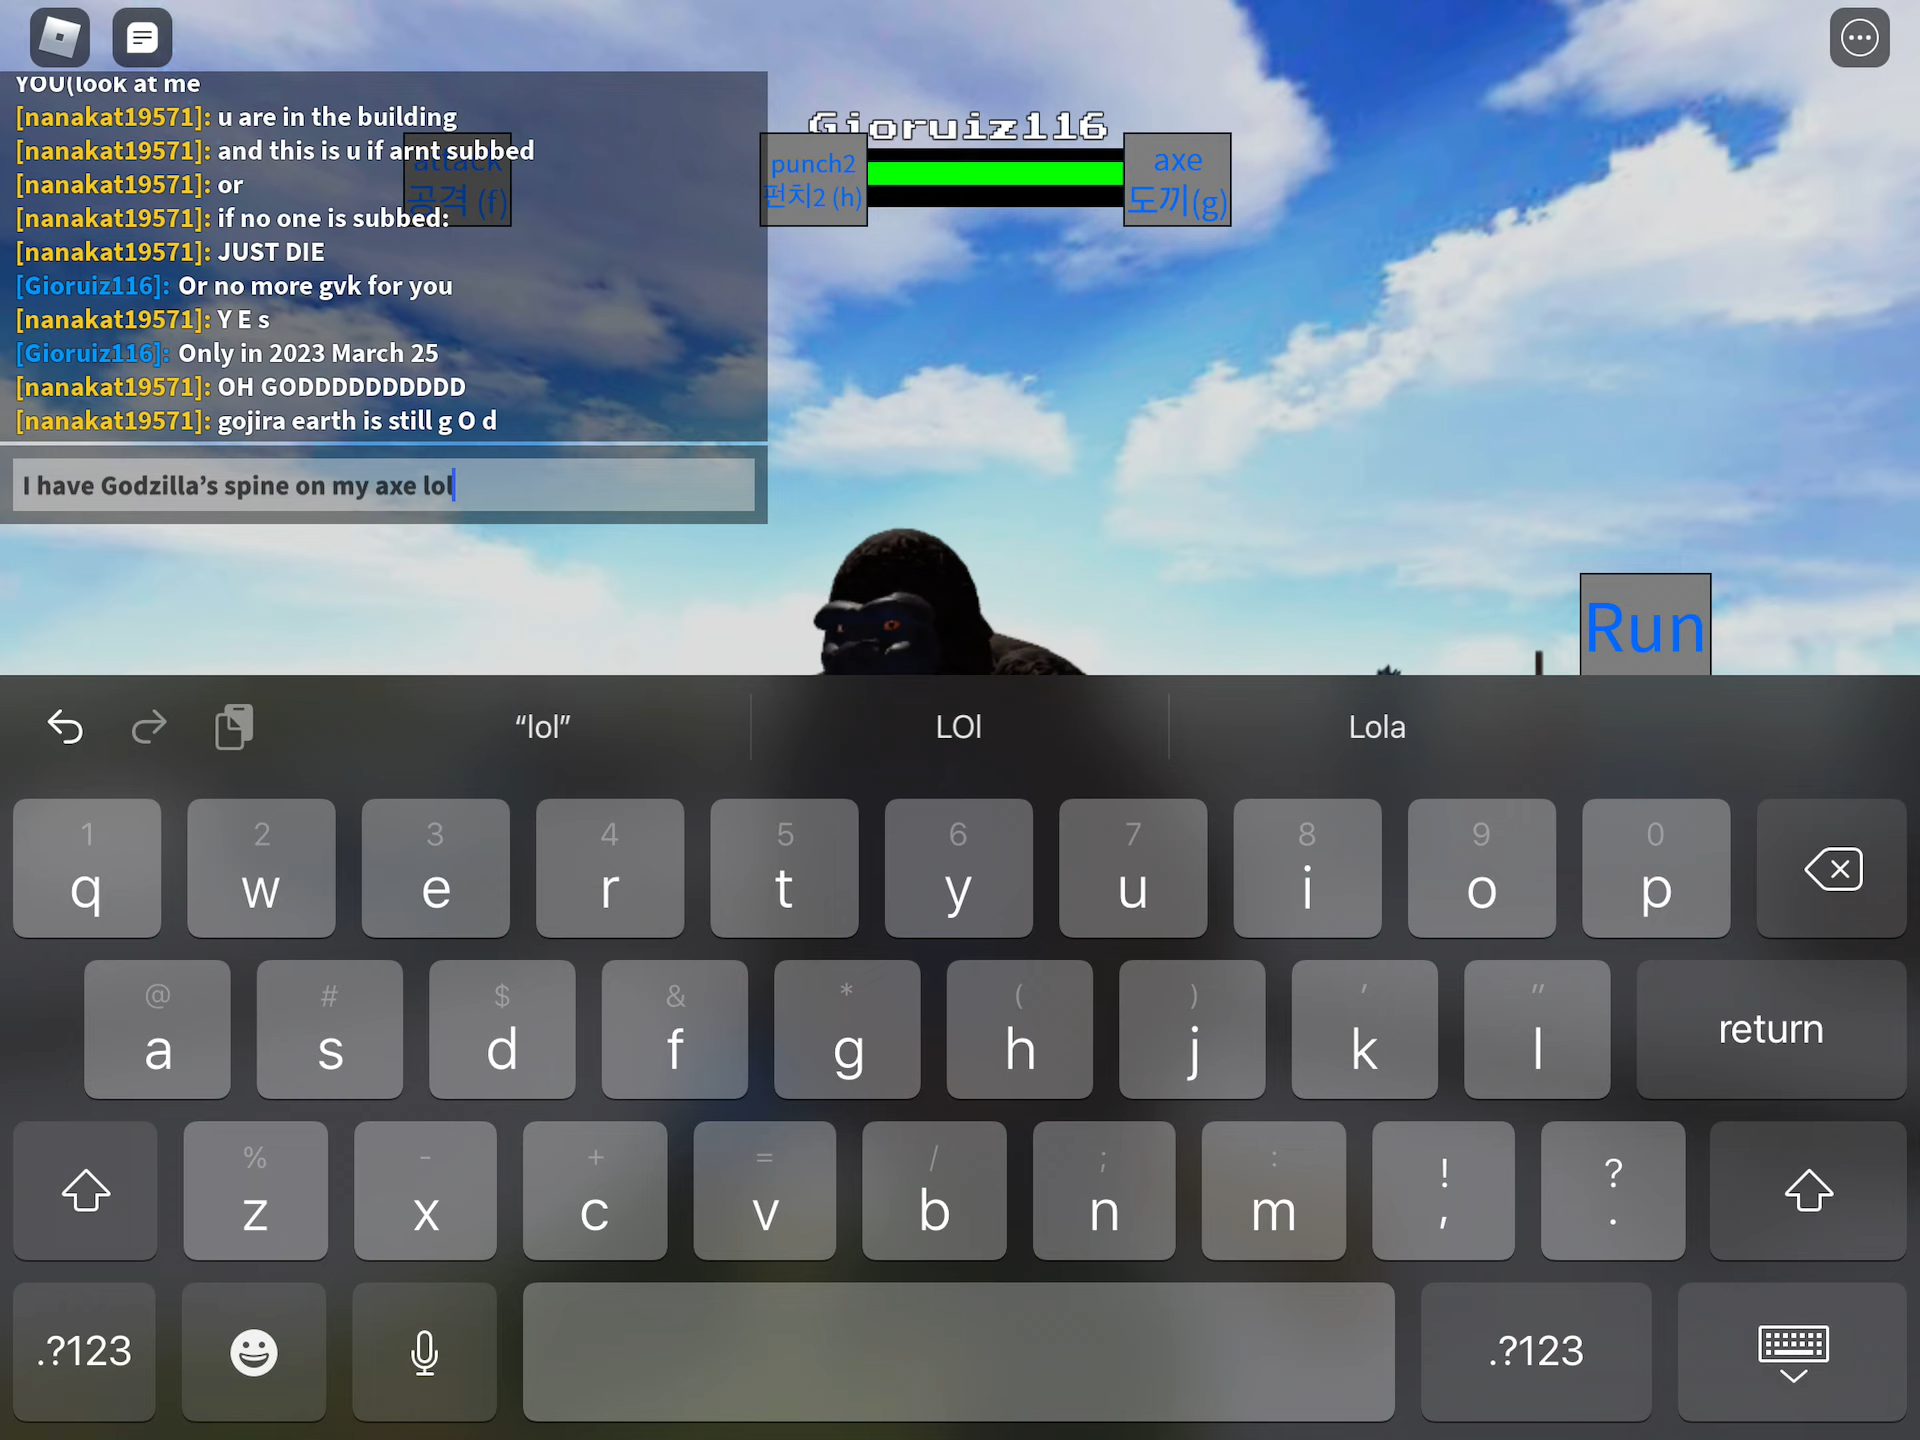 YOU(look at me
[nanakat19571]: u are in the building
[nanakat19571]: and this is u if arnt subbed
[nanakat19571]: or
[nanakat19571]: if no one is subbed:
[nanakat19571]: JUST DIE
[Gioruiz116]: Or no more gvk for you
[nanakat19571]: Y E s
[Gioruiz116]: Only in 2023 March 25
[nanakat19571]: OH GODDDDDDDDDD
[nanakat19571]: gojira earth is still g O d
I have Godzilla’s spine on my axe lol
attack
공격 (f)
Gioruiz116
punch2
펀치2 (h)
axe
도끼(g)
Run
“lol” LOl Lola
1 2 3 4 5 6 7 8 9 0
q w e r t y u i o p
@ # $ & * ( ) ' "
a s d f g h j k l return
% - + = / ; : ! ?
z x c v b n m , .
.?123 .?123